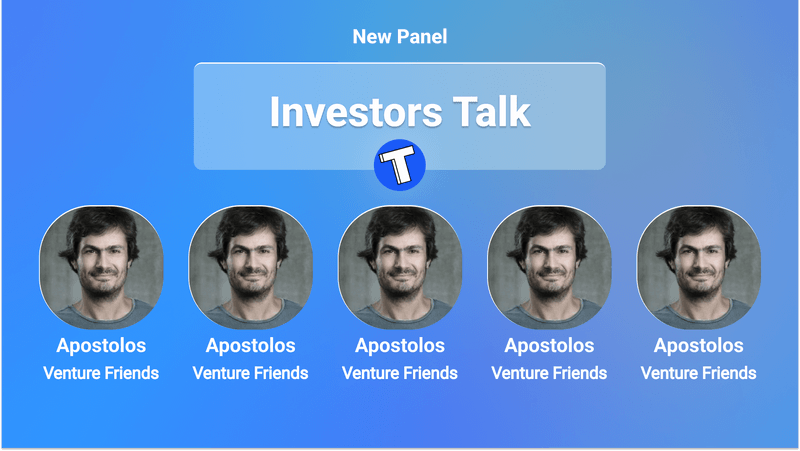 New Panel
Investors Talk
T
Apostolos Apostolos Apostolos Apostolos Apostolos
Venture Friends Venture Friends Venture Friends Venture Friends Venture Friends